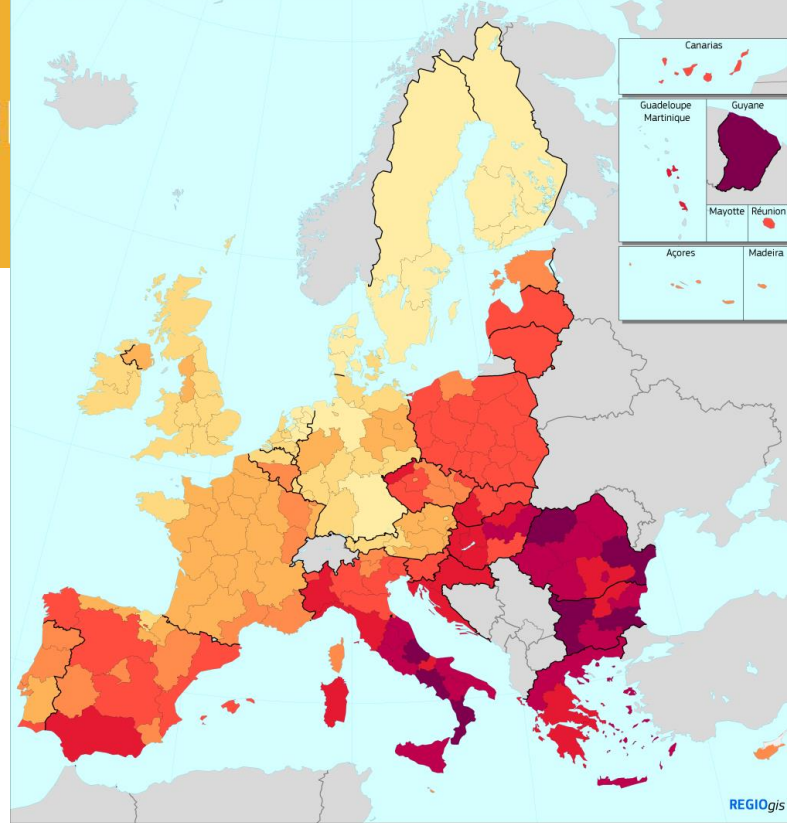 Canarias
Guadeloupe
Martinique
Guyane
Mayotte
Réunion
Açores
Madeira
REGIOgis